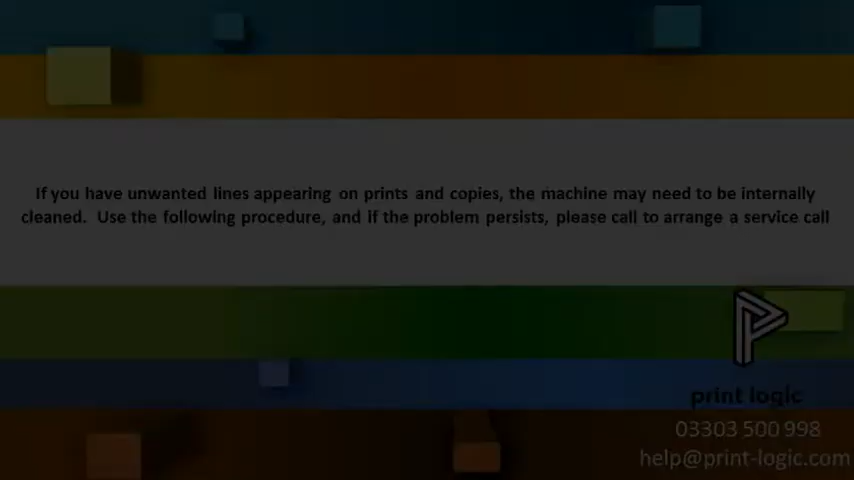 If you have unwanted lines appearing on prints and copies, the machine may need to be internally
cleaned. Use the following procedure, and if the problem persists, please call to arrange a service call
print logic
03303 500 998
help@print-logic.com